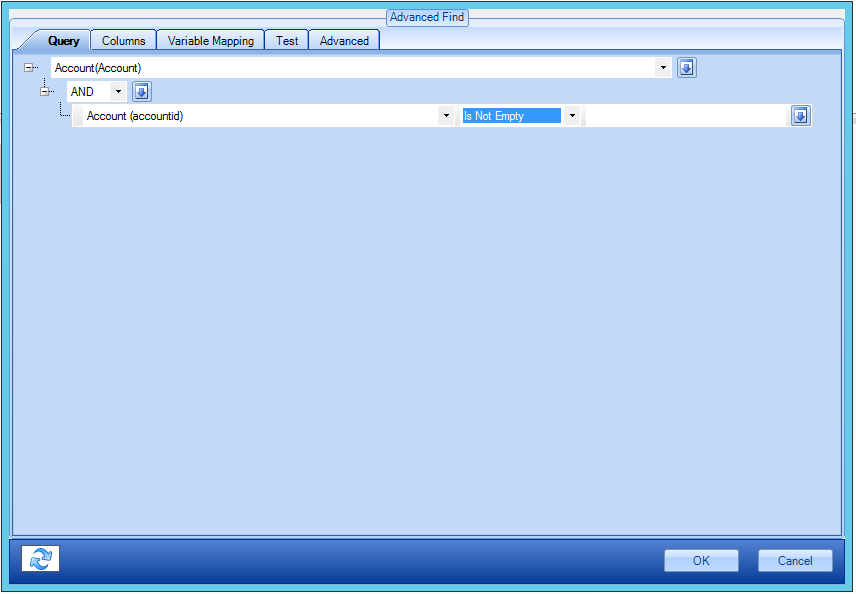 Advanced Find
Query Columns Variable Mapping Test Advanced
Account(Account)
AND
Account (accountid) Is Not Empty
OK Cancel